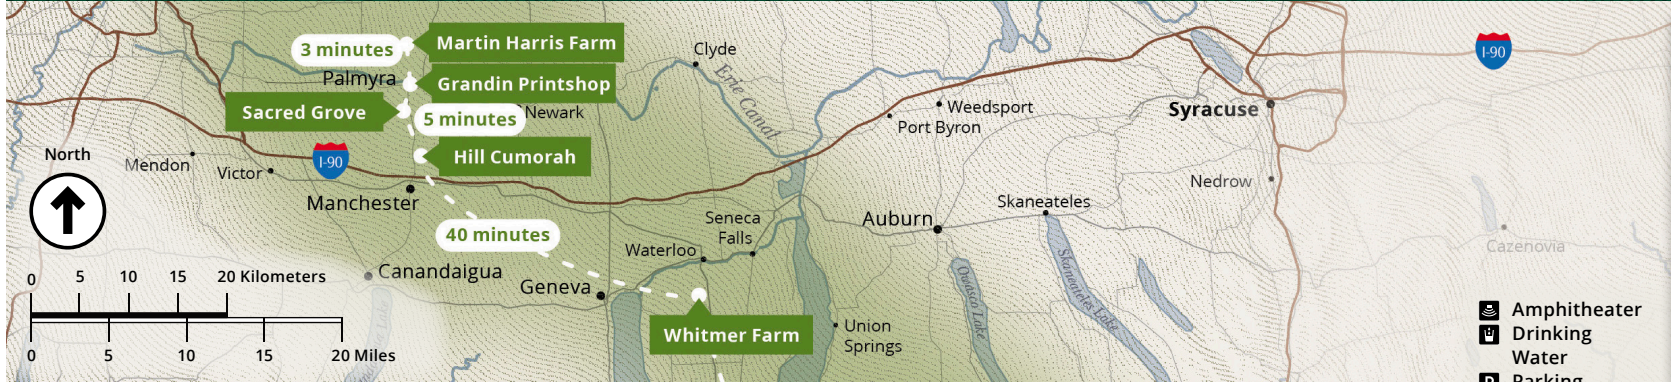 3 minutes
Martin Harris Farm
Palmyra
Grandin Printshop
Sacred Grove
5 minutes
Newark
Hill Cumorah
Clyde
Erie Canal
Weedsport
Port Byron
Syracuse
I-90
I-90
North
Mendon
Victor
Manchester
Nedrow
40 minutes
Seneca
Falls
Waterloo
Auburn
Skaneateles
Cazenovia
Canandaigua
Geneva
Whitmer Farm
Union
Springs
Owasco Lake
Skaneateles Lake
0 5 10 15 20 Kilometers
0 5 10 15 20 Miles
Amphitheater
Drinking
Water
Parking